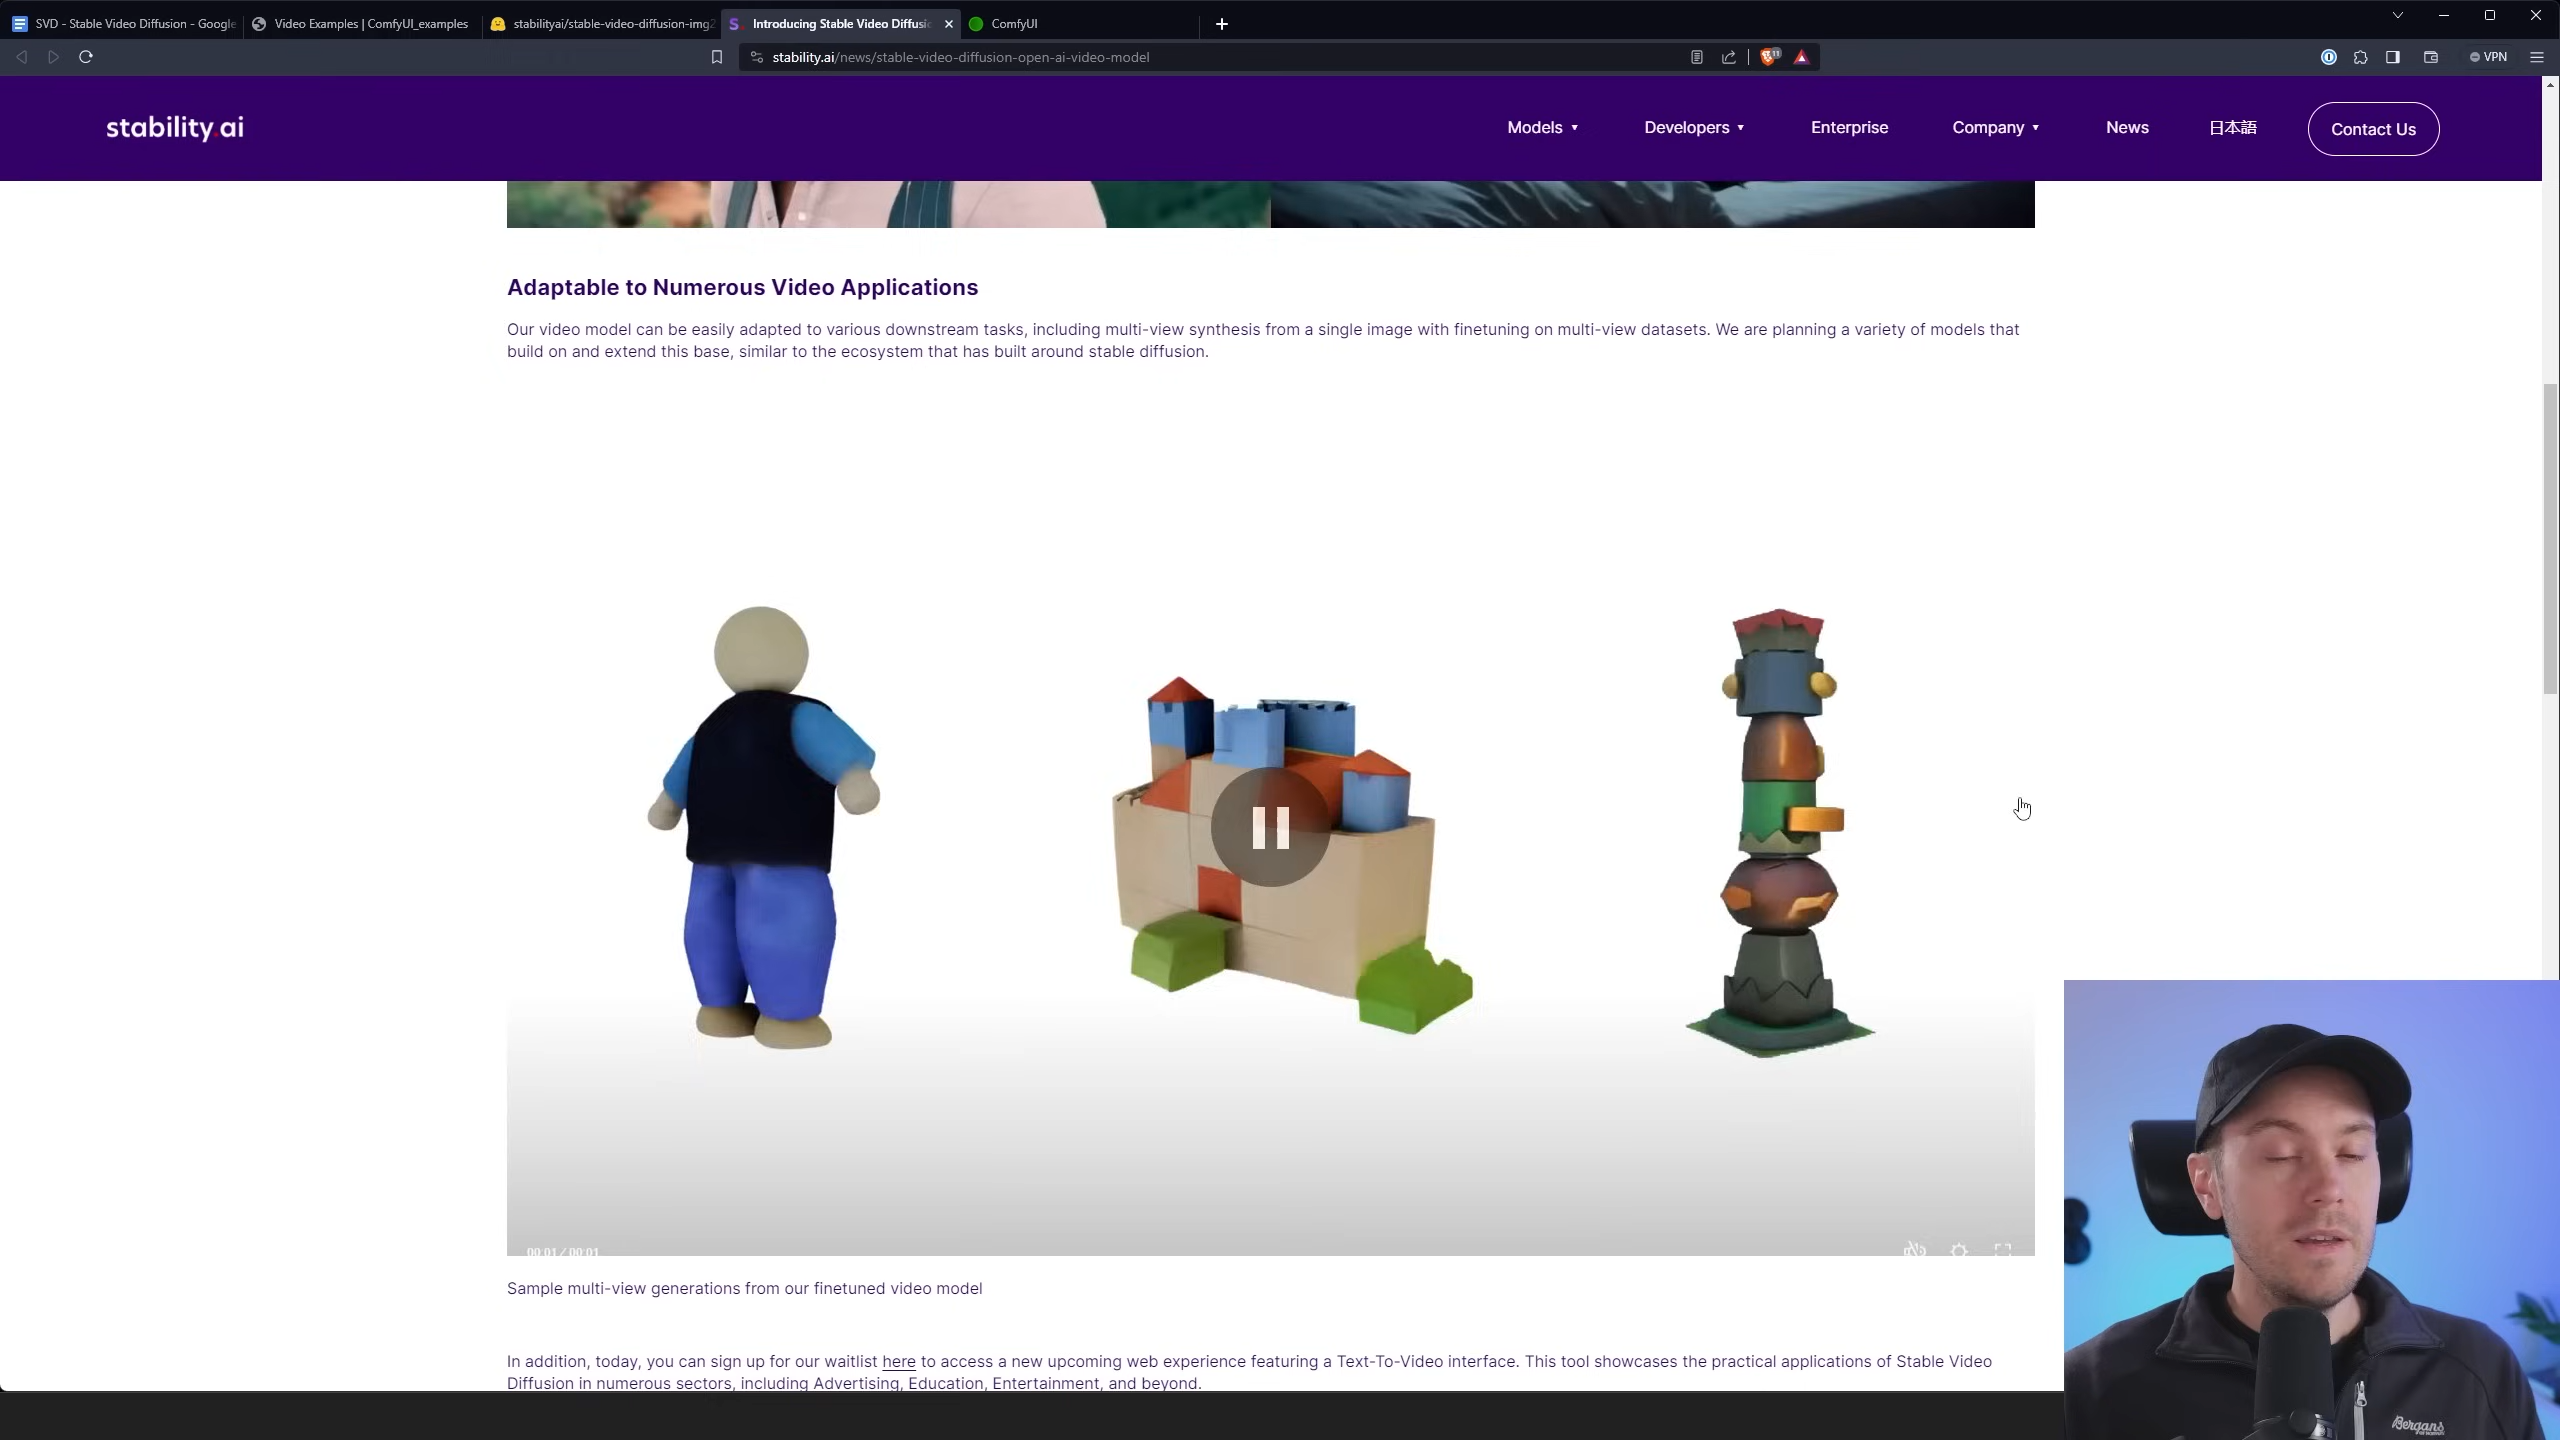 SVD - Stable Video Diffusion - Google
Video Examples | ComfyUI_examples
stabilityai/stable-video-diffusion-img2
Introducing Stable Video Diffusi
ComfyUI
stability.ai/news/stable-video-diffusion-open-ai-video-model
11
VPN
stability.ai
Models
Developers
Enterprise
Company
News
日本語
Contact Us
Adaptable to Numerous Video Applications
Our video model can be easily adapted to various downstream tasks, including multi-view synthesis from a single image with finetuning on multi-view datasets. We are planning a variety of models that
build on and extend this base, similar to the ecosystem that has built around stable diffusion.
00:01 / 00:01
Sample multi-view generations from our finetuned video model
In addition, today, you can sign up for our waitlist here to access a new upcoming web experience featuring a Text-To-Video interface. This tool showcases the practical applications of Stable Video
Diffusion in numerous sectors, including Advertising, Education, Entertainment, and beyond.
Bergans